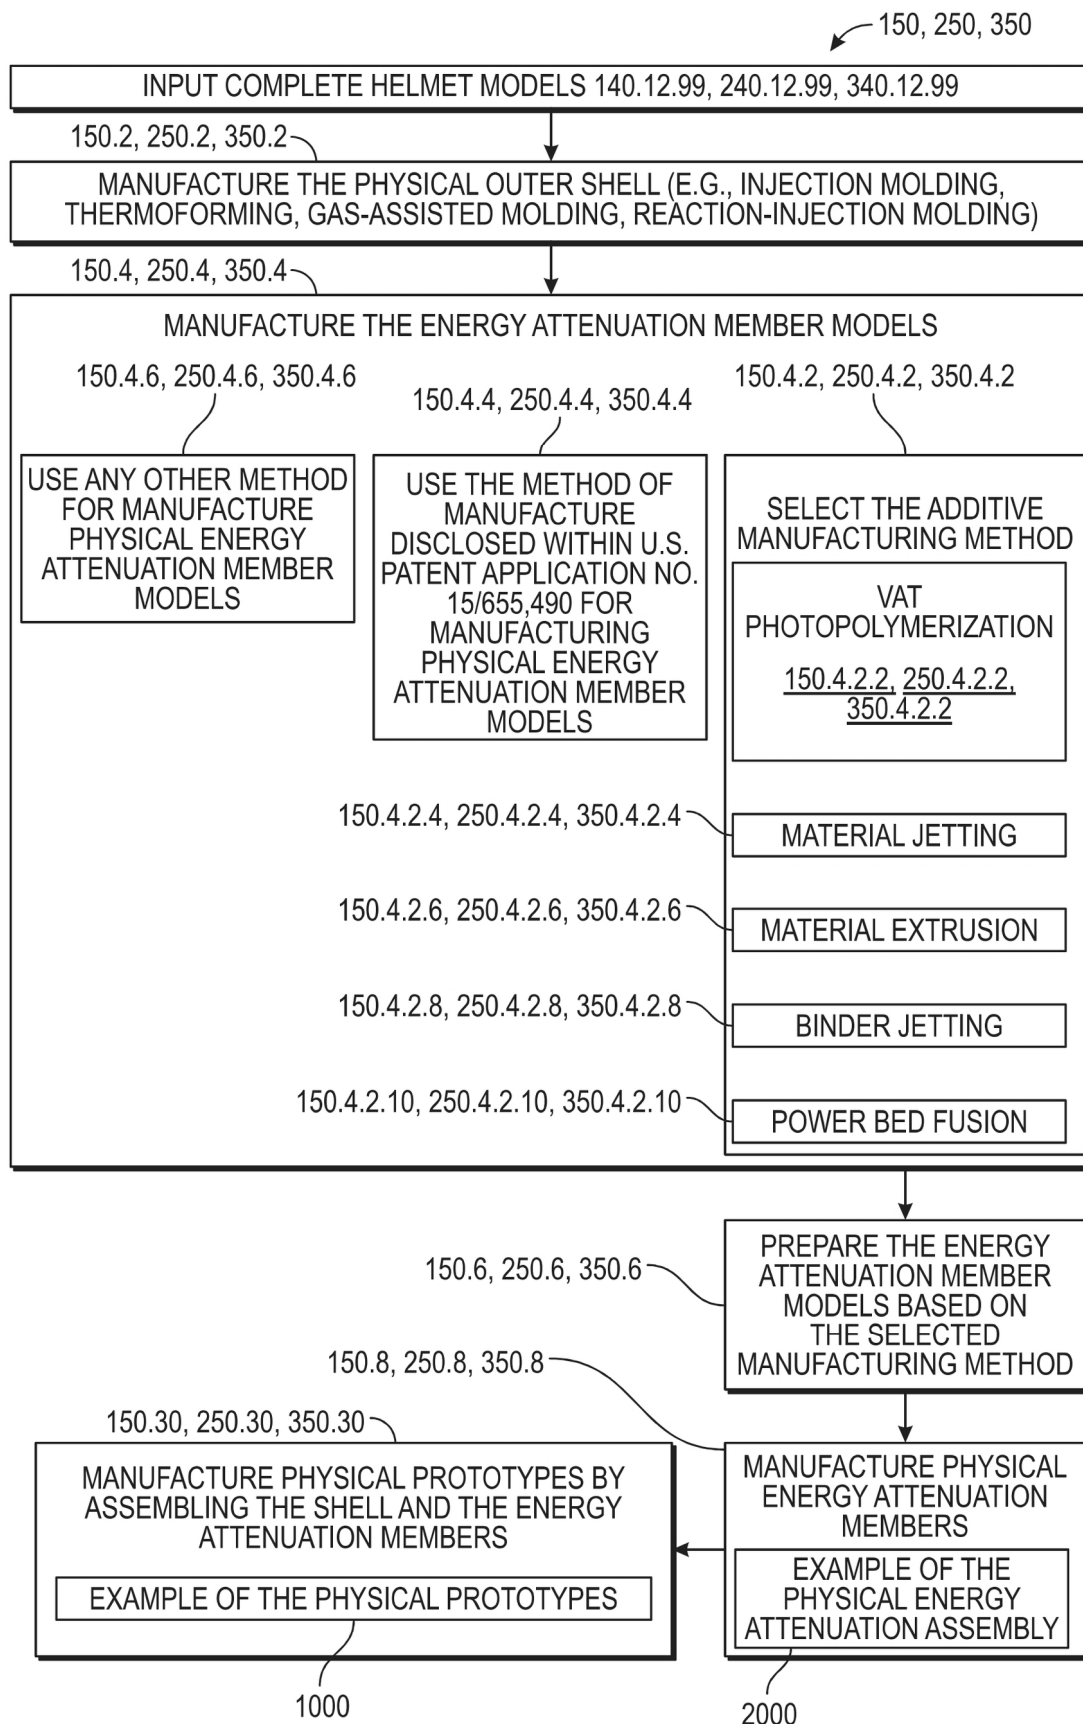 150, 250, 350
INPUT COMPLETE HELMET MODELS 140.12.99, 240.12.99, 340.12.99
150.2, 250.2, 350.2
MANUFACTURE THE PHYSICAL OUTER SHELL (E.G., INJECTION MOLDING,
THERMOFORMING, GAS-ASSISTED MOLDING, REACTION-INJECTION MOLDING)
150.4, 250.4, 350.4
MANUFACTURE THE ENERGY ATTENUATION MEMBER MODELS
150.4.6, 250.4.6, 350.4.6
USE ANY OTHER METHOD
FOR MANUFACTURE
PHYSICAL ENERGY
ATTENUATION MEMBER
MODELS
150.4.4, 250.4.4, 350.4.4
USE THE METHOD OF
MANUFACTURE
DISCLOSED WITHIN U.S.
PATENT APPLICATION NO.
15/655,490 FOR
MANUFACTURING
PHYSICAL ENERGY
ATTENUATION MEMBER
MODELS
150.4.2, 250.4.2, 350.4.2
SELECT THE ADDITIVE
MANUFACTURING METHOD
VAT
PHOTOPOLYMERIZATION
150.4.2.2, 250.4.2.2,
350.4.2.2
150.4.2.4, 250.4.2.4, 350.4.2.4
MATERIAL JETTING
150.4.2.6, 250.4.2.6, 350.4.2.6
MATERIAL EXTRUSION
150.4.2.8, 250.4.2.8, 350.4.2.8
BINDER JETTING
150.4.2.10, 250.4.2.10, 350.4.2.10
POWER BED FUSION
150.6, 250.6, 350.6
PREPARE THE ENERGY
ATTENUATION MEMBER
MODELS BASED ON
THE SELECTED
MANUFACTURING METHOD
150.8, 250.8, 350.8
MANUFACTURE PHYSICAL
ENERGY ATTENUATION
MEMBERS
EXAMPLE OF THE
PHYSICAL ENERGY
ATTENUATION ASSEMBLY
2000
150.30, 250.30, 350.30
MANUFACTURE PHYSICAL PROTOTYPES BY
ASSEMBLING THE SHELL AND THE ENERGY
ATTENUATION MEMBERS
EXAMPLE OF THE PHYSICAL PROTOTYPES
1000